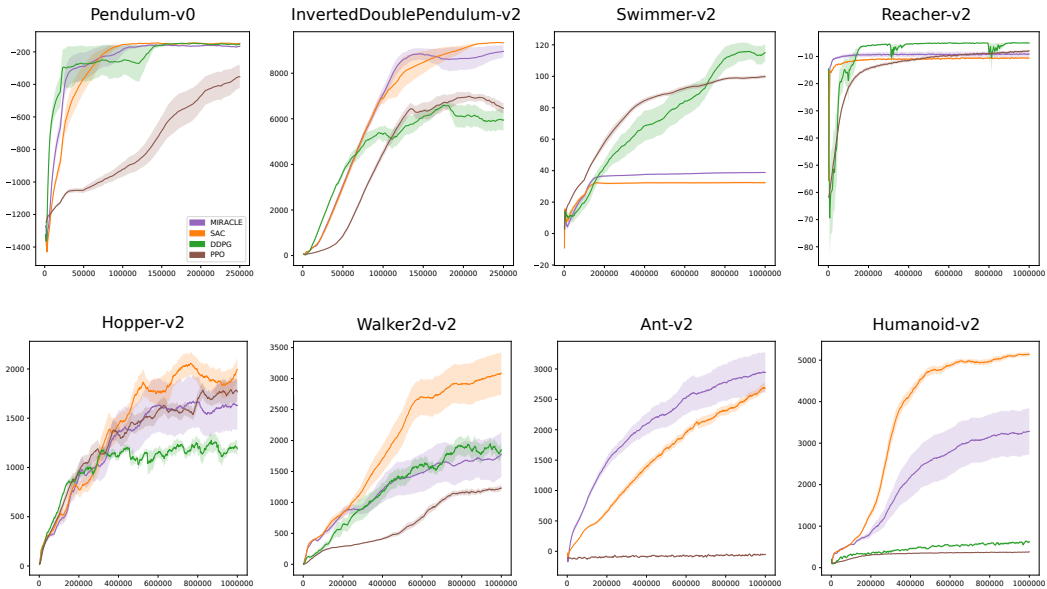 Pendulum-v0
−200
−400
−600
−800
−1000
−1200
−1400
0 50000 100000 150000 200000 250000
MIRACLE
SAC
DDPG
PPO
InvertedDoublePendulum-v2
8000
6000
4000
2000
0
0 50000 100000 150000 200000 250000
Swimmer-v2
120
100
80
60
40
20
0
−20
0 200000 400000 600000 800000 1000000
Reacher-v2
0
−10
−20
−30
−40
−50
−60
−70
−80
0 200000 400000 600000 800000 1000000
Hopper-v2
2000
1500
1000
500
0
0 200000 400000 600000 800000 1000000
Walker2d-v2
3500
3000
2500
2000
1500
1000
500
0
0 200000 400000 600000 800000 1000000
Ant-v2
3000
2500
2000
1500
1000
500
0
0 200000 400000 600000 800000 1000000
Humanoid-v2
5000
4000
3000
2000
1000
0
0 200000 400000 600000 800000 1000000